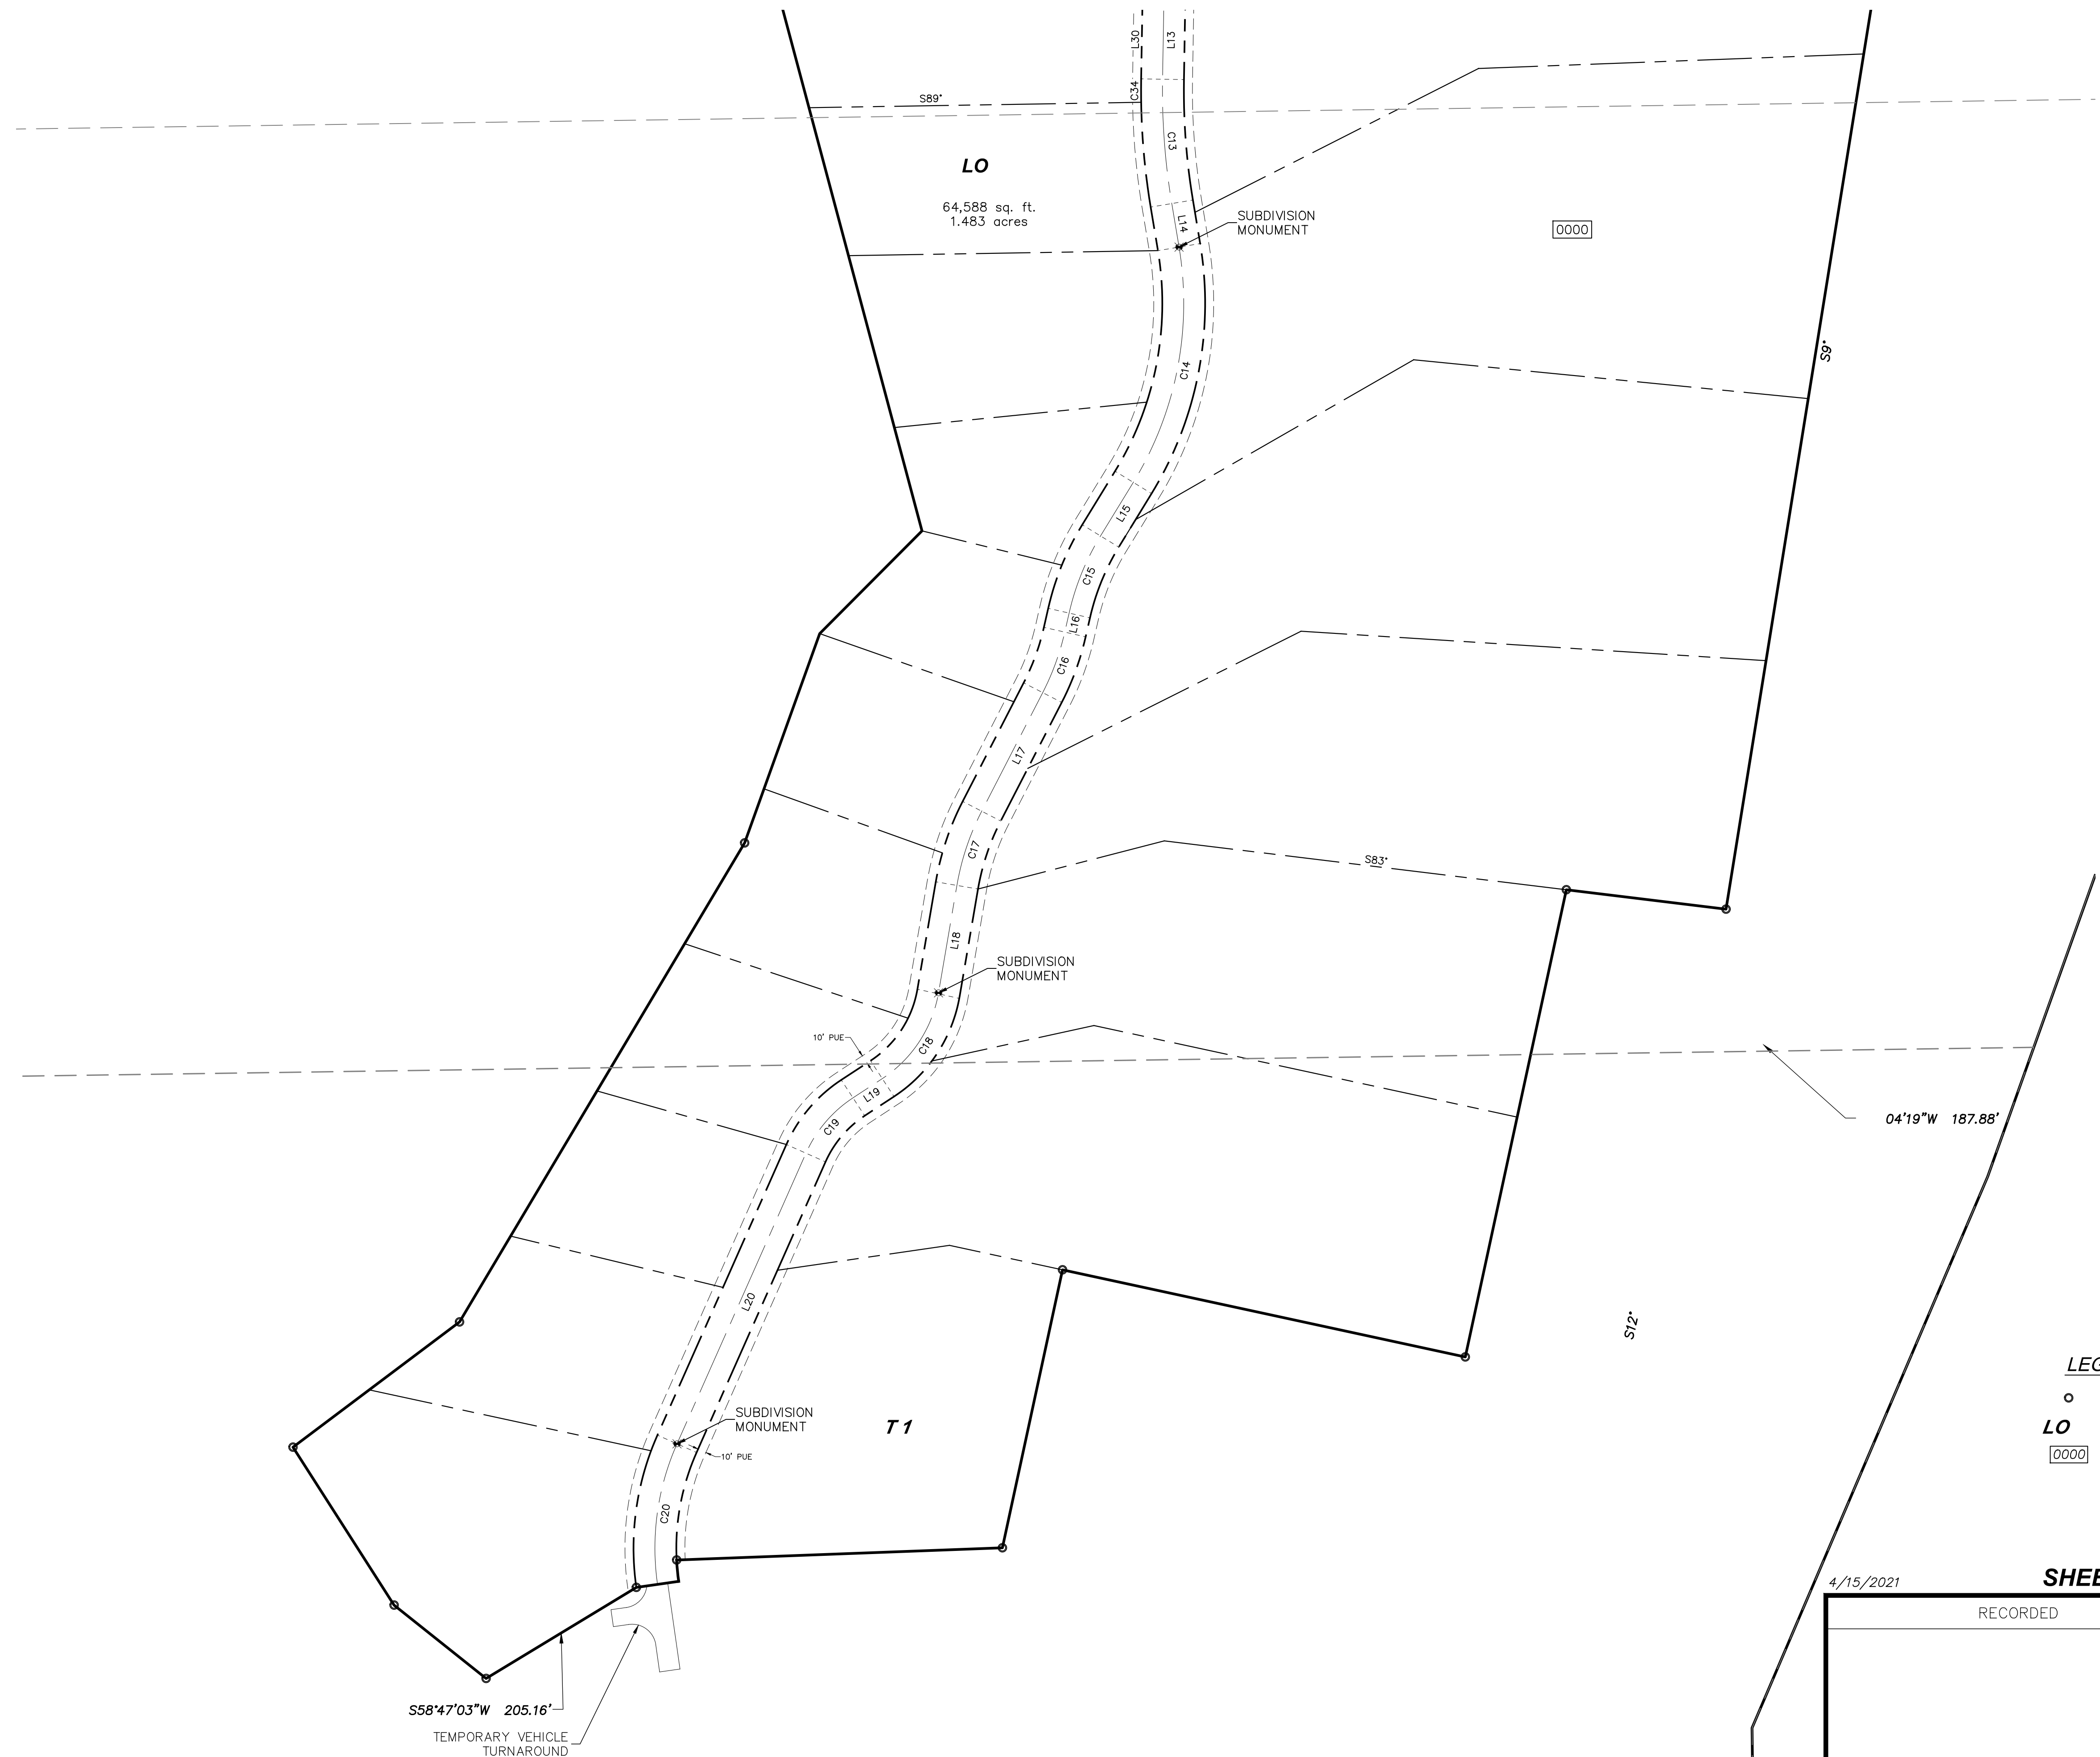 L30
L13
S89°
C34
C13
LO
64,588 sq. ft.
1.483 acres
L14
SUBDIVISION
MONUMENT
0000
S9°
C14
L15
C15
L16
C16
L17
C17
S83°
L18
SUBDIVISION
MONUMENT
10' PUE
C18
L19
04'19"W 187.88'
C19
L20
S12°
LEG
SUBDIVISION
MONUMENT
T 1
LO
10' PUE
0000
C20
4/15/2021
SHEE
RECORDED
S58°47'03"W 205.16'
TEMPORARY VEHICLE
TURNAROUND